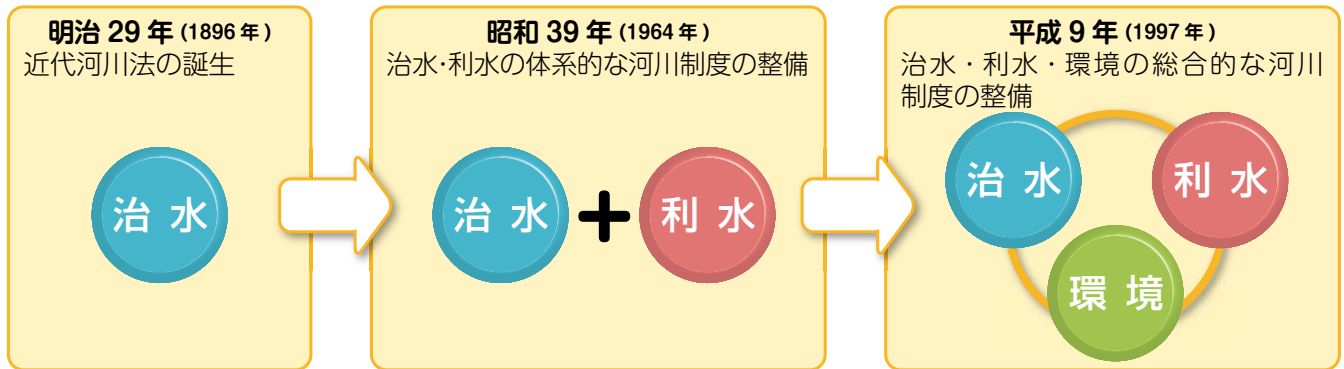 明治 29 年 (1896 年)
近代河川法の誕生
治 水
昭和 39 年 (1964 年)
治水･利水の体系的な河川制度の整備
治 水
+
利 水
平成 9 年 (1997 年)
治水・利水・環境の総合的な河川
制度の整備
治 水
利 水
環 境